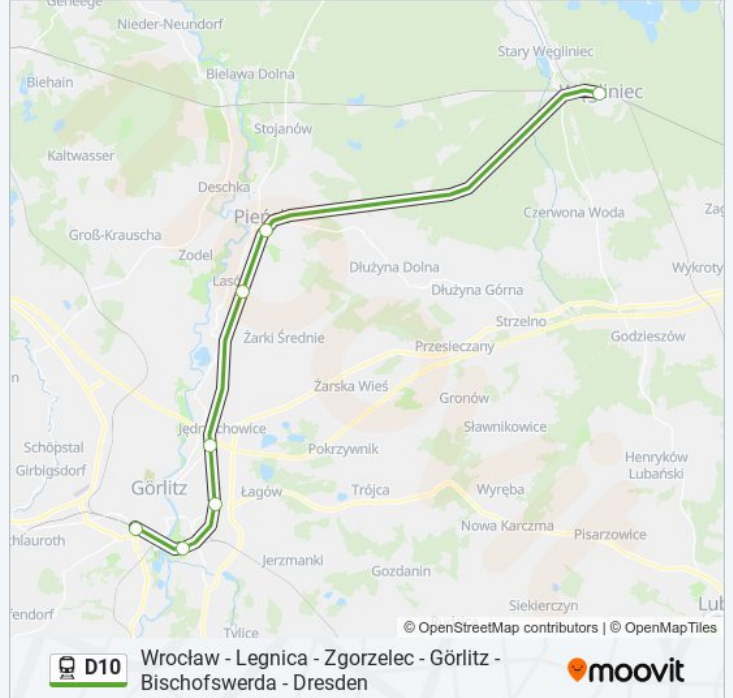 Geheege
Nieder-Neundorf
Stary Węgliniec
Biehain
Bielawa Dolna
Stojanów
Kaltwasser
Deschka
Czerwona Woda
Groß-Krauscha
Zodel
Dłużyna Dolna
Wykroty
Dłużyna Górna
Strzelno
Żarki Średnie
Przesieczany
Godzieszów
Żarska Wieś
Gronów
Sławnikowice
Schöpstal
Pokrzywnik
Girbigsdorf
Henryków
Lubański
Görlitz
Łagów
Trójca
Wyręba
Nowa Karczma
Pisarzowice
Jerzmanki
Gozdanin
Siekierczyn
Tylice
© OpenStreetMap contributors | © OpenMapTiles
D10
Wrocław - Legnica - Zgorzelec - Görlitz -
Bischofswerda - Dresden
moovit